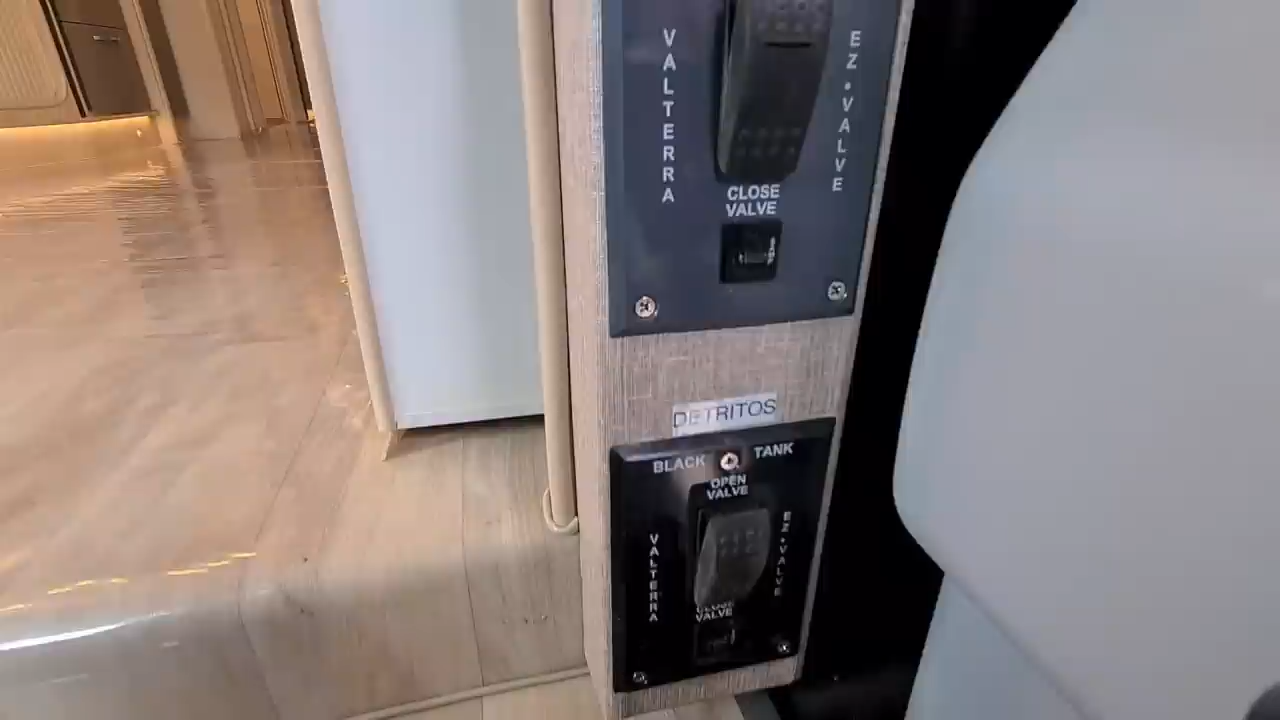 VALTERRA
EZ•VALVE
CLOSE
VALVE
DETRITOS
BLACK TANK
OPEN
VALVE
VALTERRA
EZ•VALVE
CLOSE
VALVE